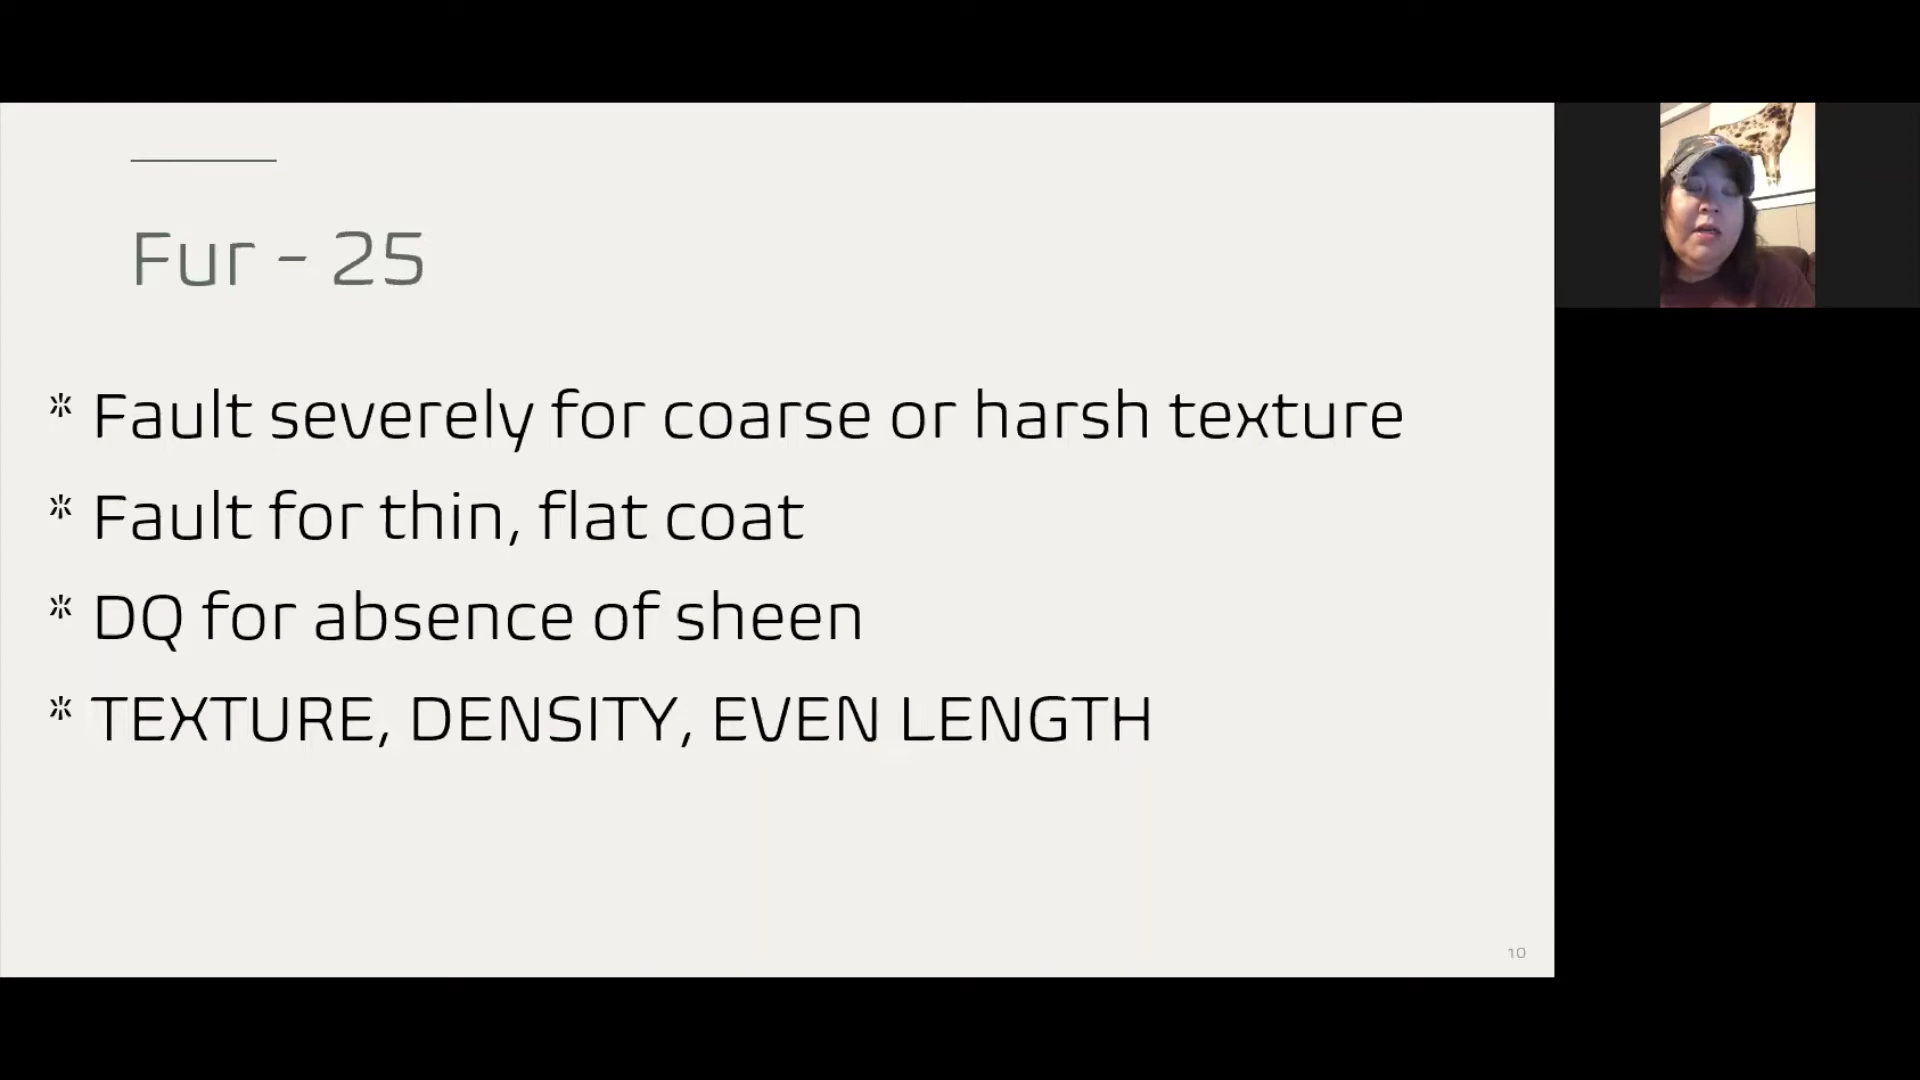 Fur - 25
* Fault severely for coarse or harsh texture
* Fault for thin, flat coat
* DQ for absence of sheen
* TEXTURE, DENSITY, EVEN LENGTH
10